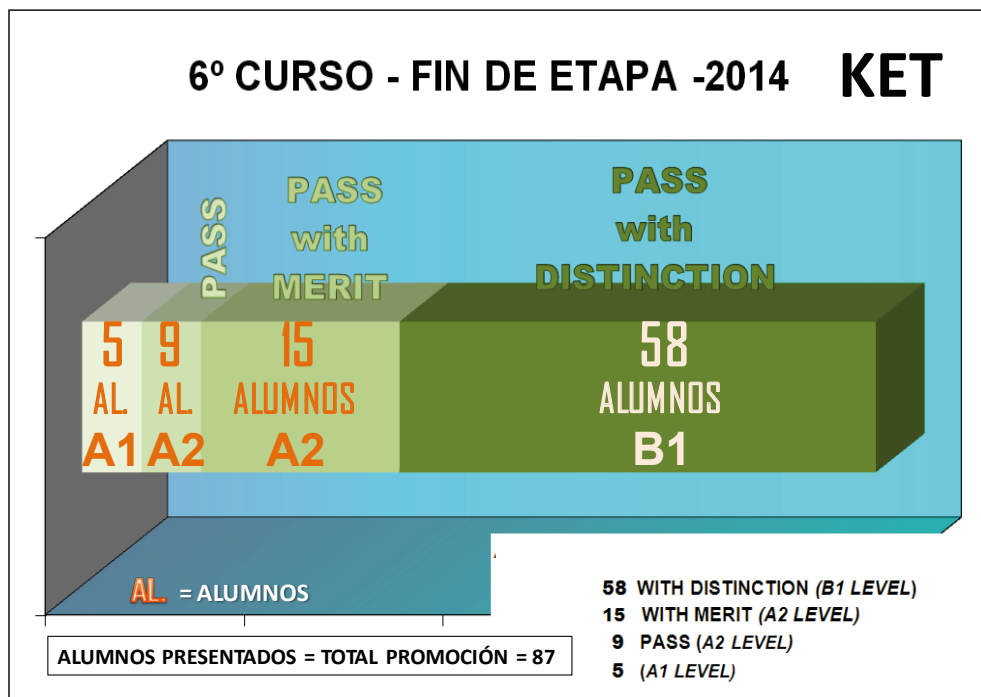 6º CURSO - FIN DE ETAPA -2014 KET
PASS
PASS
with
MERIT
PASS
with
DISTINCTION
5
AL.
A1
9
AL.
A2
15
ALUMNOS
A2
58
ALUMNOS
B1
AL. = ALUMNOS
ALUMNOS PRESENTADOS = TOTAL PROMOCIÓN = 87
58 WITH DISTINCTION (B1 LEVEL)
15 WITH MERIT (A2 LEVEL)
9 PASS (A2 LEVEL)
5 (A1 LEVEL)